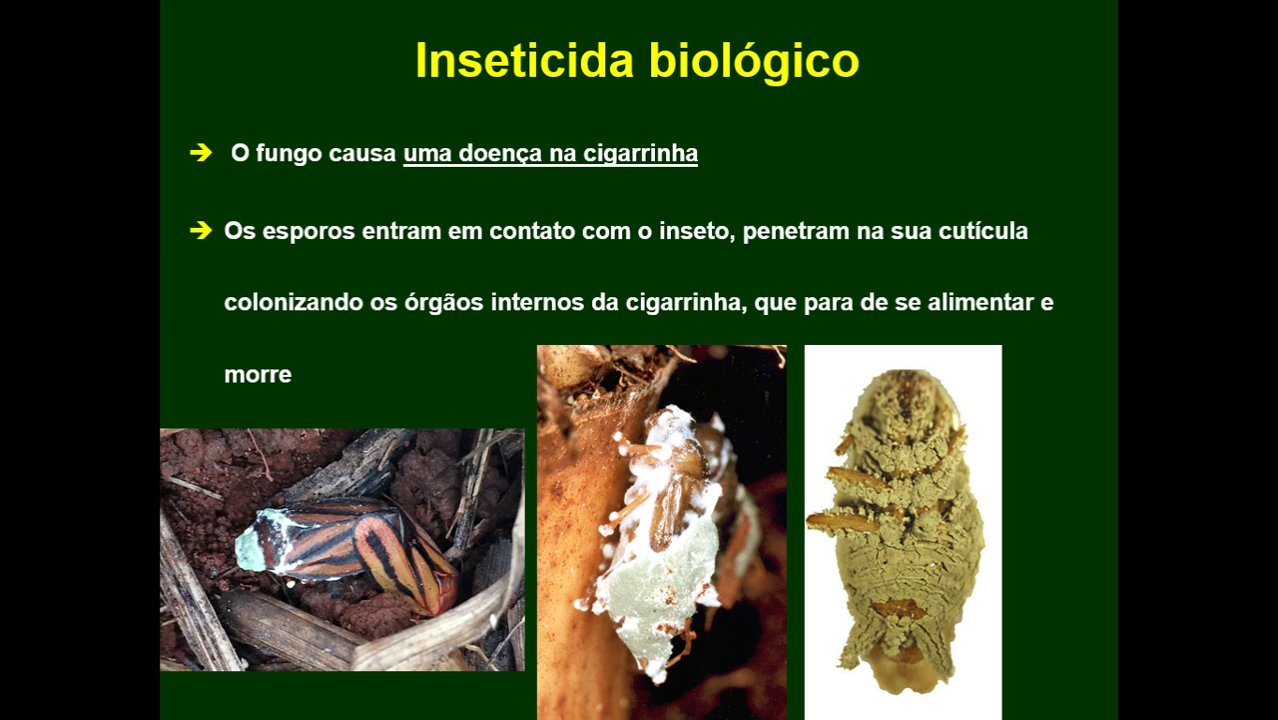 Inseticida biológico
➔ O fungo causa uma doença na cigarrinha
➔ Os esporos entram em contato com o inseto, penetram na sua cutícula
colonizando os órgãos internos da cigarrinha, que para de se alimentar e
morre